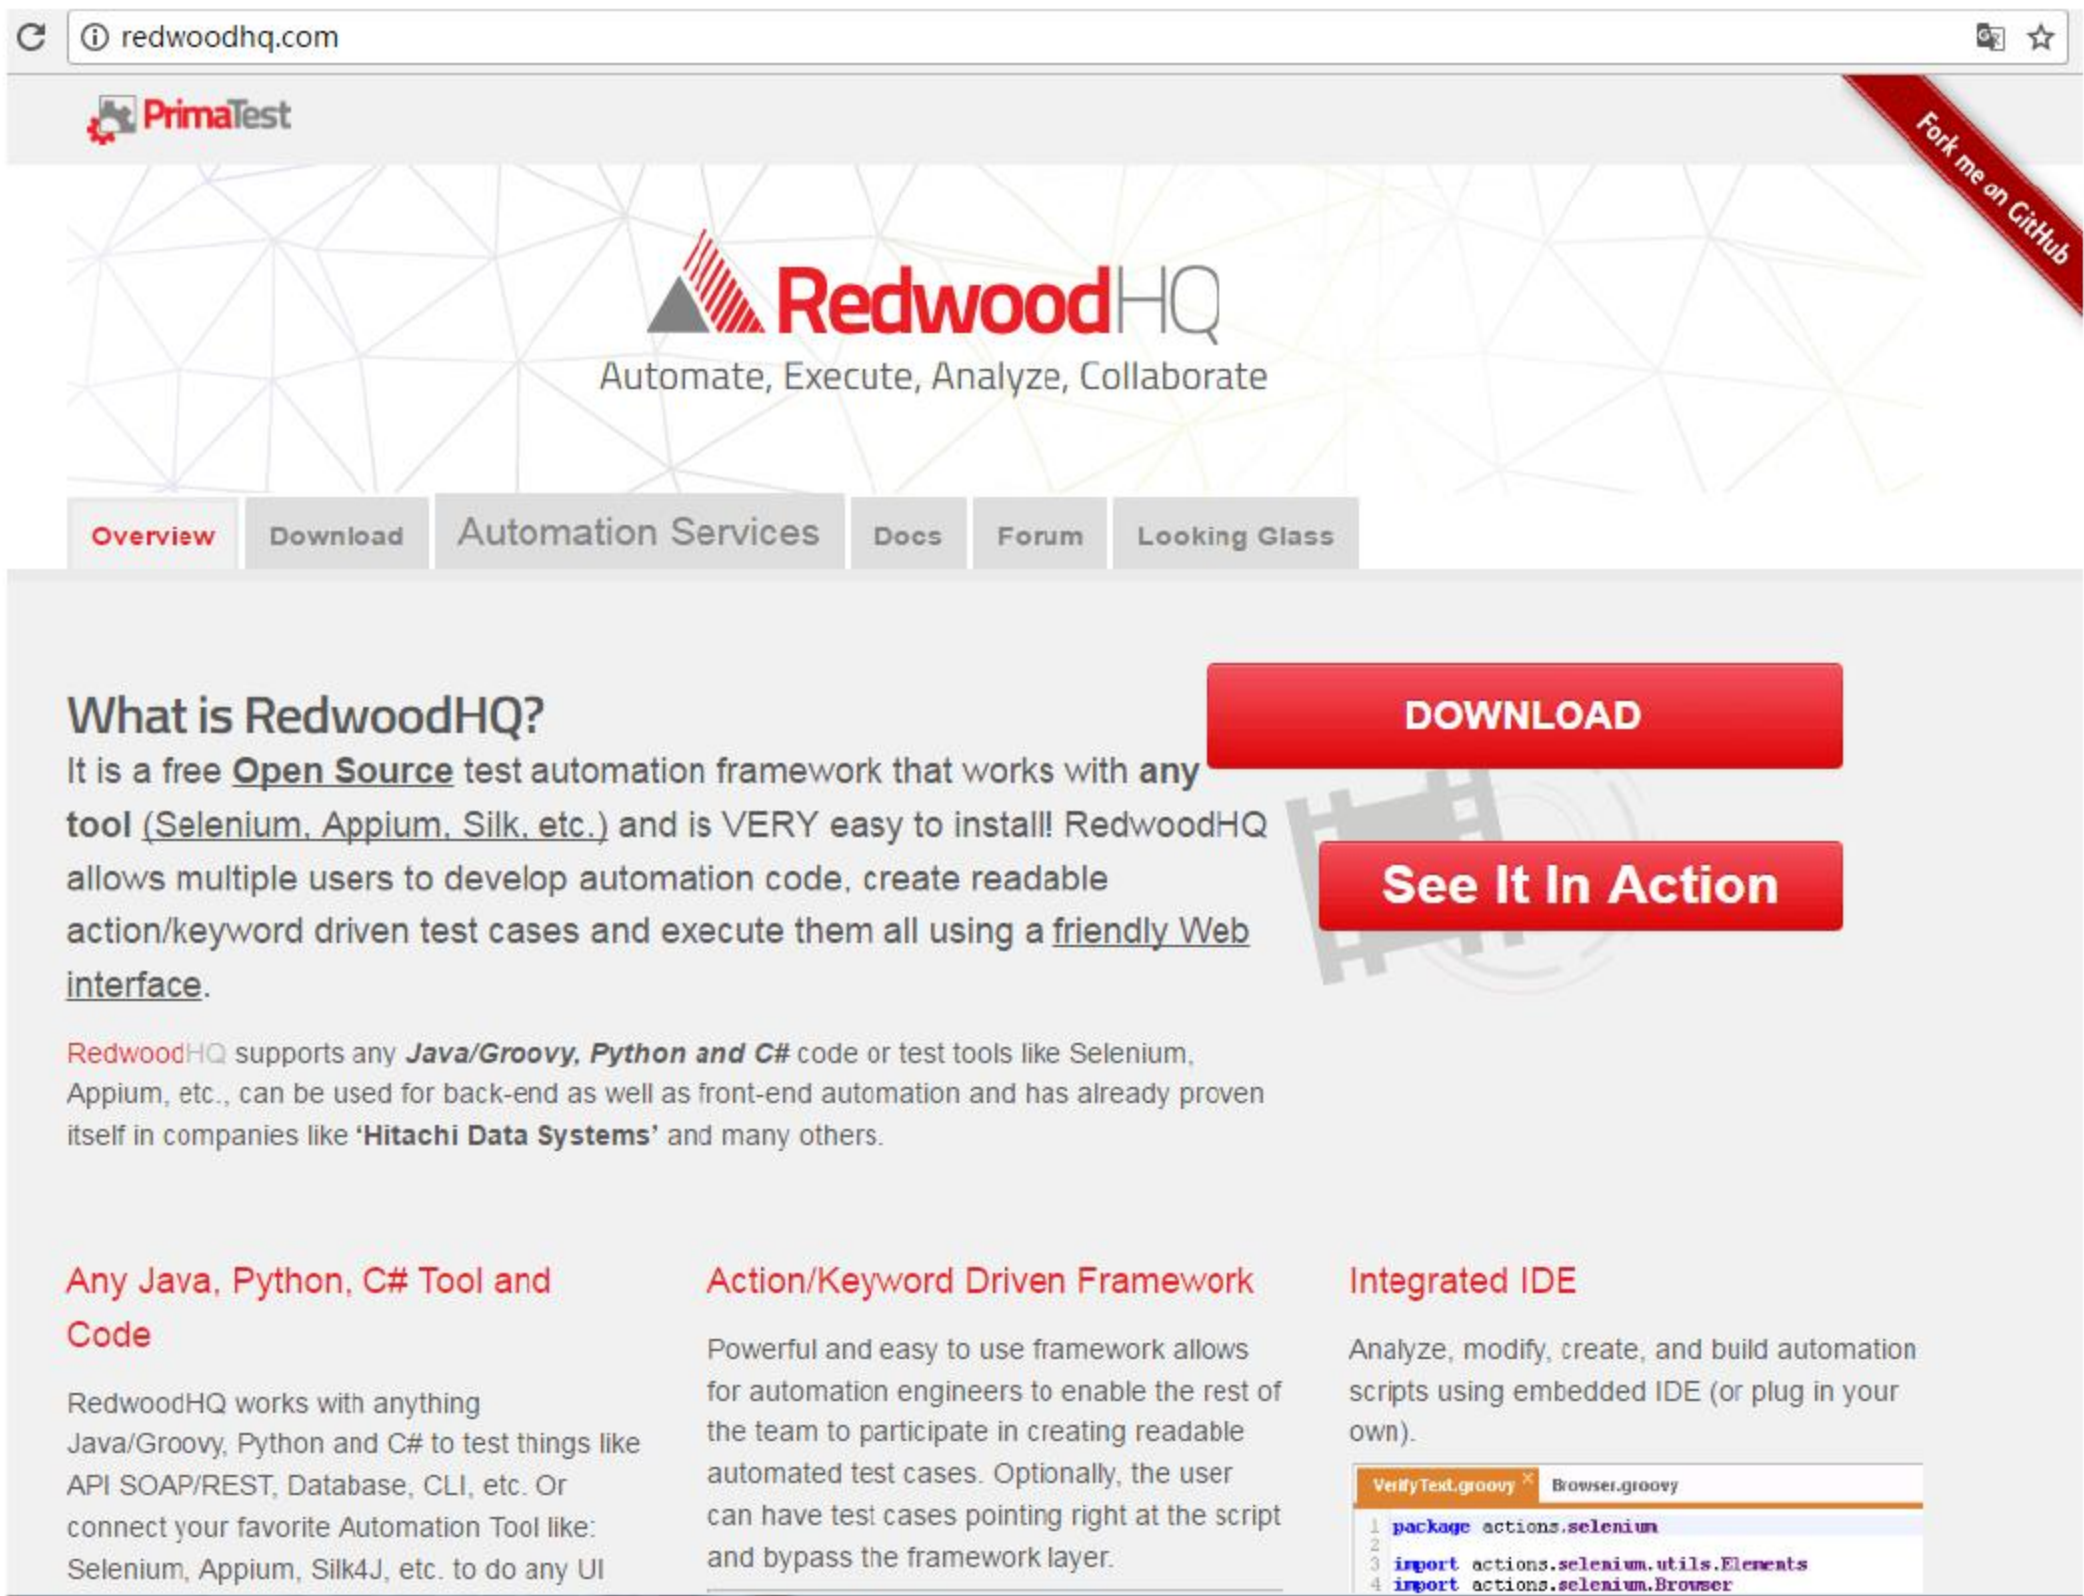 redwoodhq.com
PrimaTest
Fork me on GitHub
RedwoodHQ
Automate, Execute, Analyze, Collaborate
Overview Download Automation Services Docs Forum Looking Glass
What is RedwoodHQ?
It is a free Open Source test automation framework that works with any
tool (Selenium, Appium, Silk, etc.) and is VERY easy to install! RedwoodHQ
allows multiple users to develop automation code, create readable
action/keyword driven test cases and execute them all using a friendly Web
interface.
DOWNLOAD
See It In Action
RedwoodHQ supports any Java/Groovy, Python and C# code or test tools like Selenium,
Appium, etc., can be used for back-end as well as front-end automation and has already proven
itself in companies like ‘Hitachi Data Systems’ and many others.
Any Java, Python, C# Tool and
Code
RedwoodHQ works with anything
Java/Groovy, Python and C# to test things like
API SOAP/REST, Database, CLI, etc. Or
connect your favorite Automation Tool like:
Selenium, Appium, Silk4J, etc. to do any UI
Action/Keyword Driven Framework
Powerful and easy to use framework allows
for automation engineers to enable the rest of
the team to participate in creating readable
automated test cases. Optionally, the user
can have test cases pointing right at the script
and bypass the framework layer.
Integrated IDE
Analyze, modify, create, and build automation
scripts using embedded IDE (or plug in your
own).
VerifyText.groovy × Browser.groovy
1 package actions.selenium
2
3 import actions.selenium.utils.Elements
4 import actions.selenium.Browser